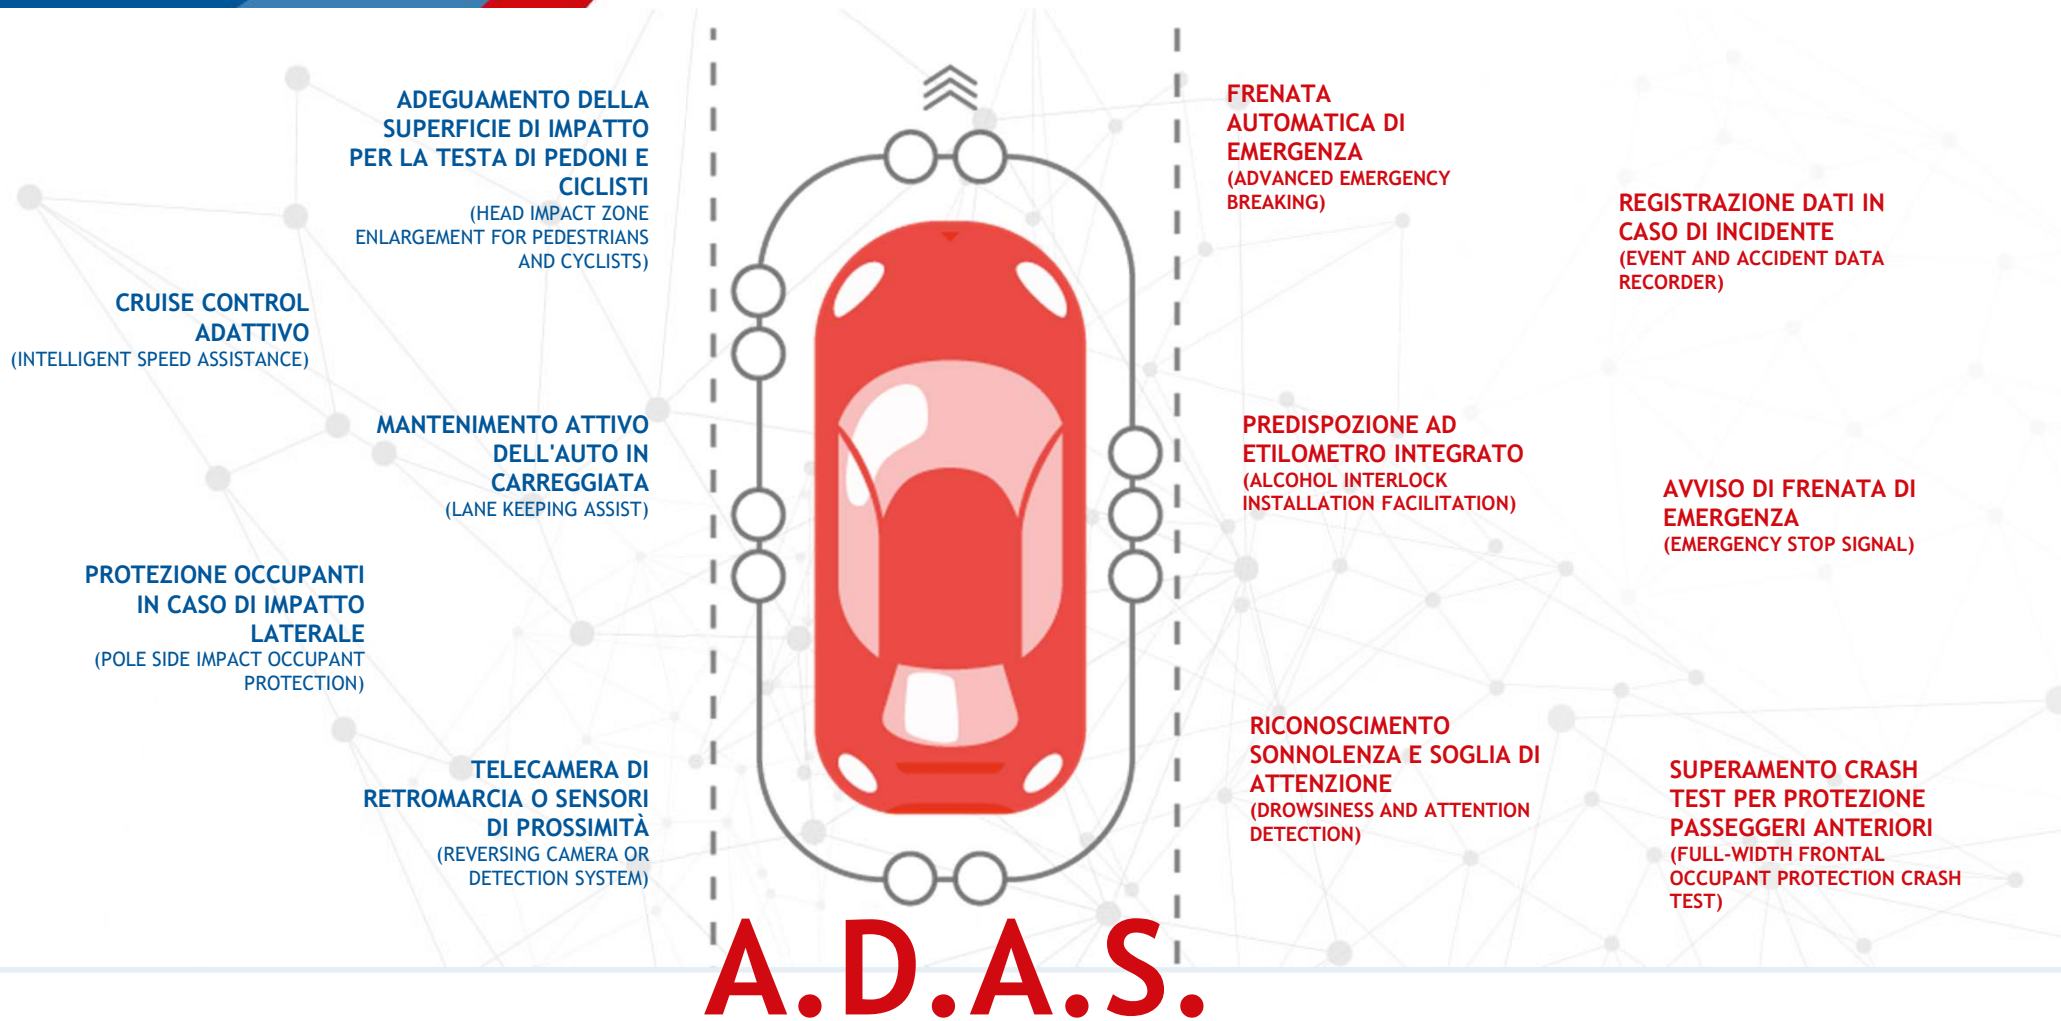 ADEGUAMENTO DELLA
SUPERFICIE DI IMPATTO
PER LA TESTA DI PEDONI E
CICLISTI
(HEAD IMPACT ZONE
ENLARGEMENT FOR PEDESTRIANS
AND CYCLISTS)
CRUISE CONTROL
ADATTIVO
(INTELLIGENT SPEED ASSISTANCE)
MANTENIMENTO ATTIVO
DELL'AUTO IN
CARREGGIATA
(LANE KEEPING ASSIST)
PROTEZIONE OCCUPANTI
IN CASO DI IMPATTO
LATERALE
(POLE SIDE IMPACT OCCUPANT
PROTECTION)
TELECAMERA DI
RETROMARCIA O SENSORI
DI PROSSIMITÀ
(REVERSING CAMERA OR
DETECTION SYSTEM)
FRENATA
AUTOMATICA DI
EMERGENZA
(ADVANCED EMERGENCY
BREAKING)
REGISTRAZIONE DATI IN
CASO DI INCIDENTE
(EVENT AND ACCIDENT DATA
RECORDER)
PREDISPOZIONE AD
ETILOMETRO INTEGRATO
(ALCOHOL INTERLOCK
INSTALLATION FACILITATION)
AVVISO DI FRENATA DI
EMERGENZA
(EMERGENCY STOP SIGNAL)
RICONOSCIMENTO
SONNOLENZA E SOGLIA DI
ATTENZIONE
(DROWSINESS AND ATTENTION
DETECTION)
SUPERAMENTO CRASH
TEST PER PROTEZIONE
PASSEGGERI ANTERIORI
(FULL-WIDTH FRONTAL
OCCUPANT PROTECTION CRASH
TEST)
A.D.A.S.